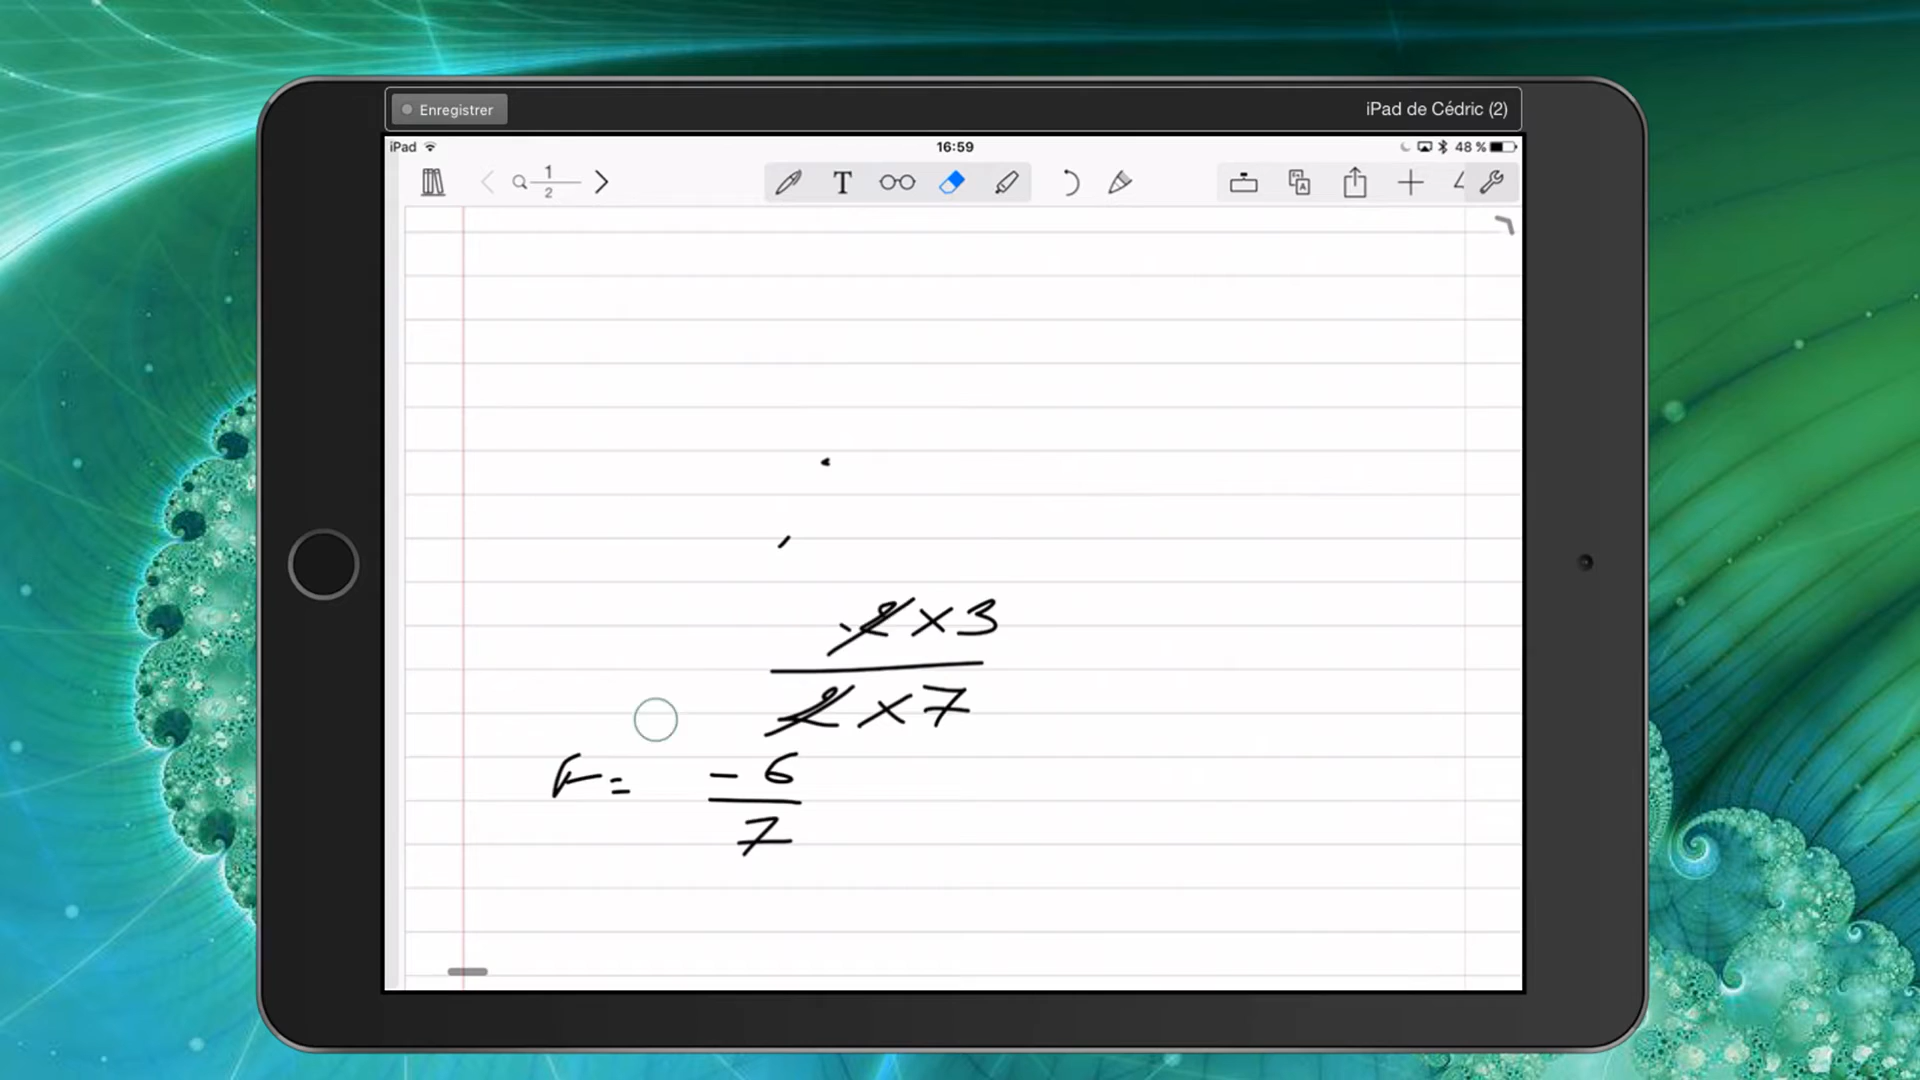 Enregistrer
iPad de Cédric (2)
iPad
16:59
48 %
1
2
T
2 × 3
2 × 7
F =
- 6
7